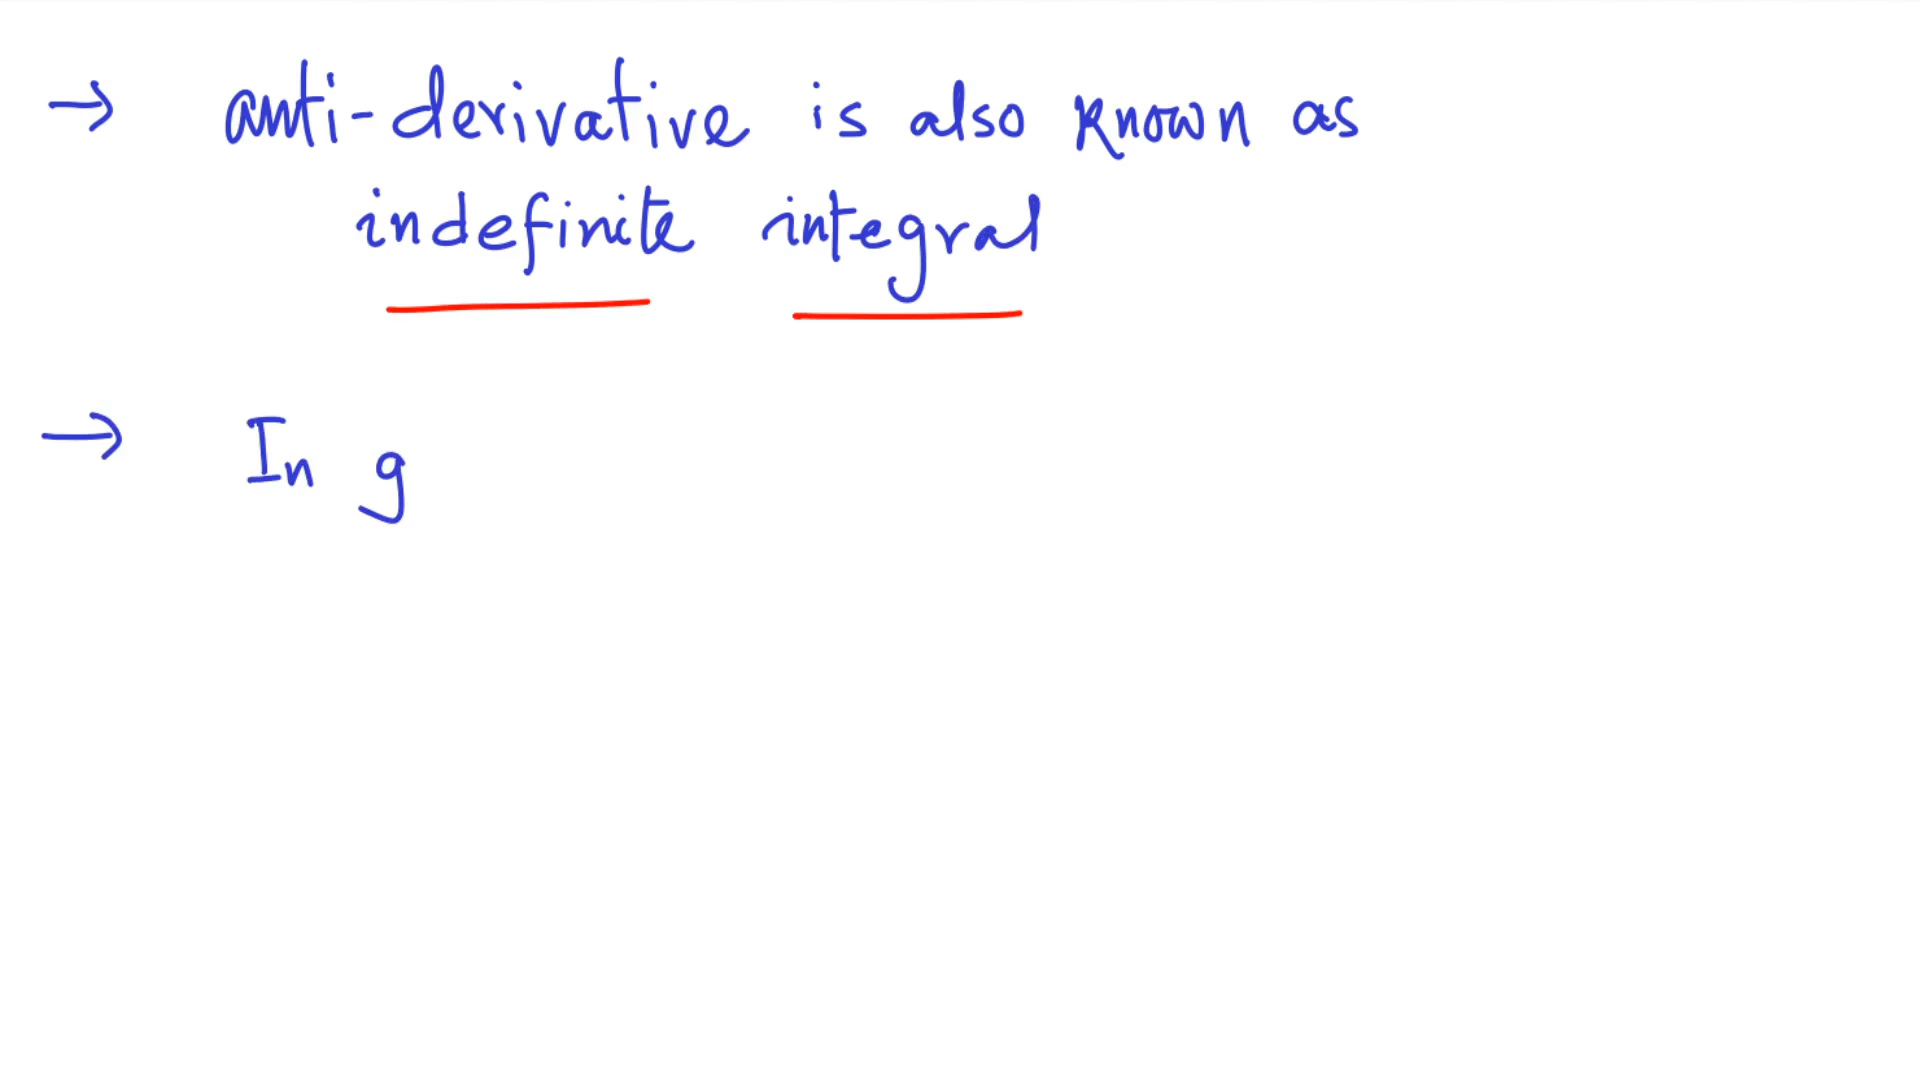 → anti-derivative is also known as
indefinite integral
→ In g